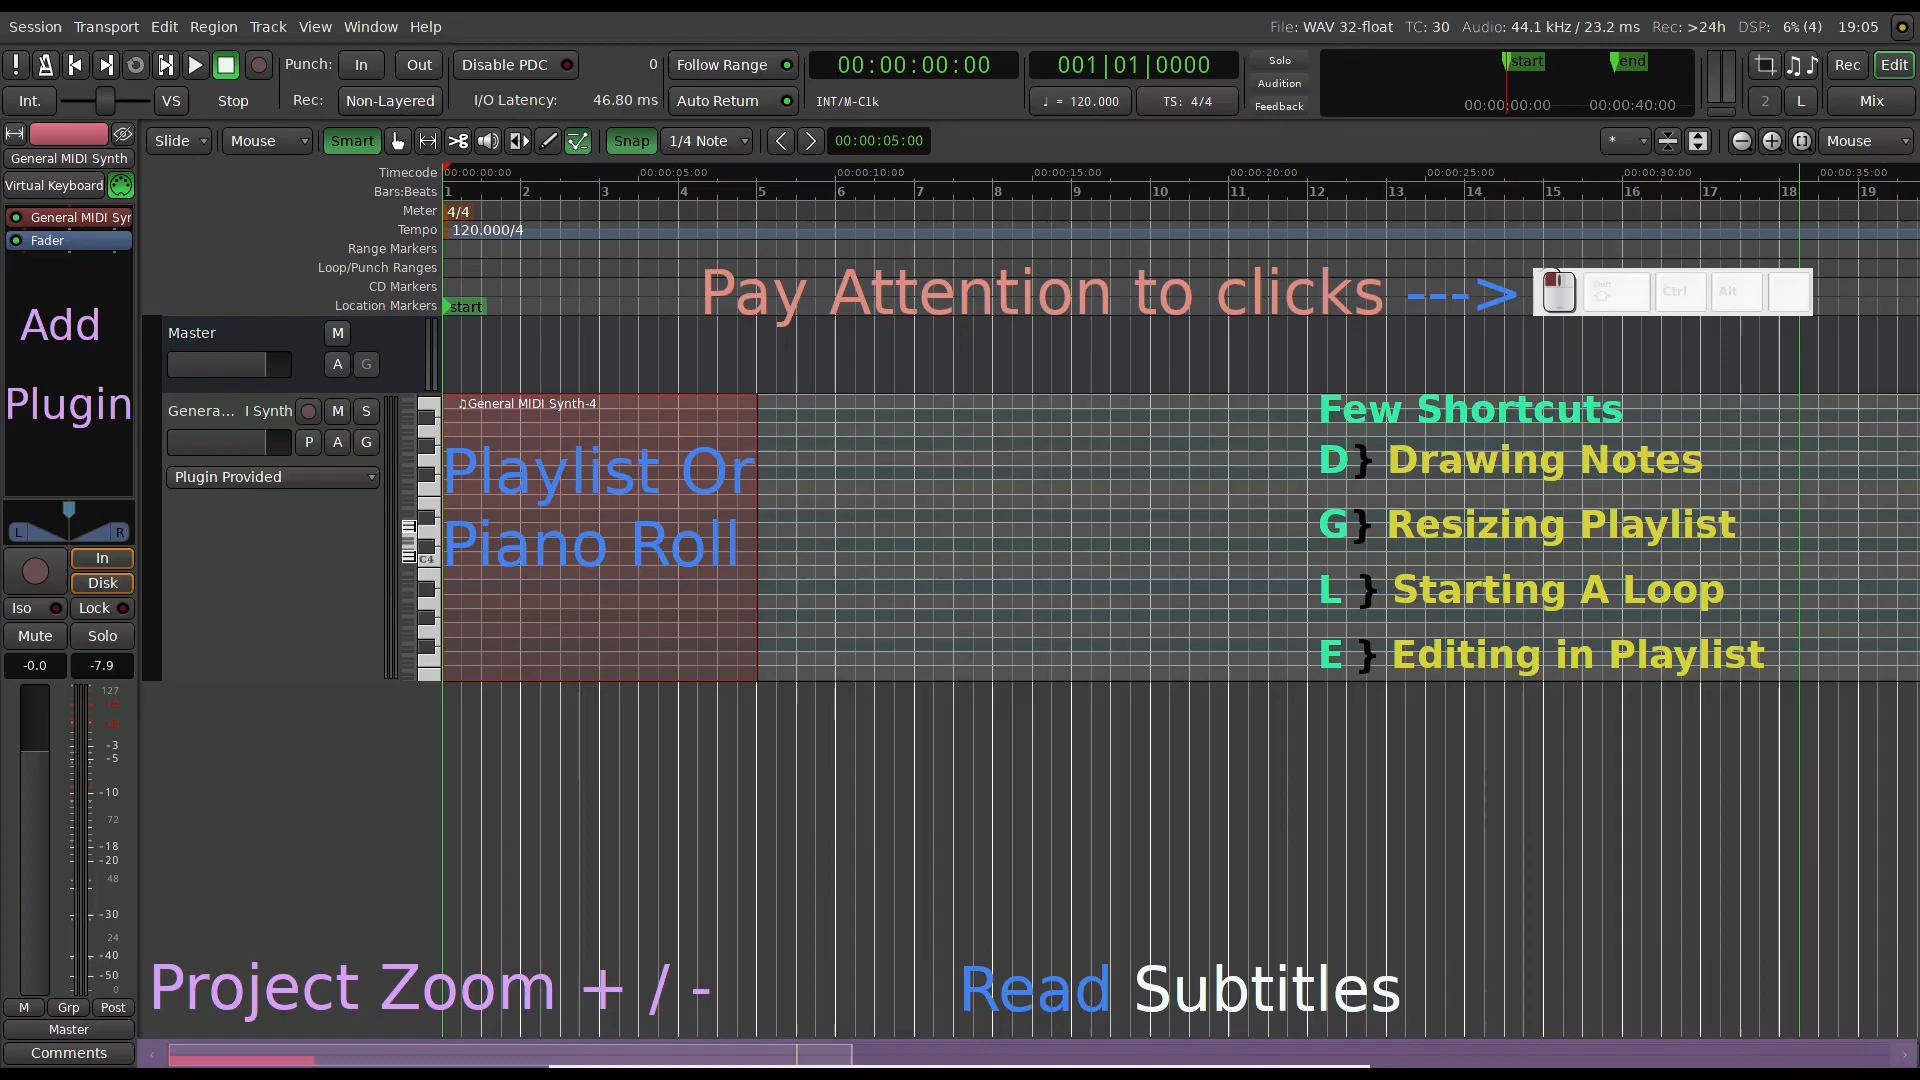 Session Transport Edit Region Track View Window Help
File: WAV 32-float TC: 30 Audio: 44.1 kHz / 23.2 ms Rec: >24h DSP: 6% (4) 19:05
Punch: In Out Disable PDC 0 Follow Range 00:00:00:00 001|01|0000 Solo
Audition
Feedback
start end
00:00:00:00 00:00:40:00
Rec Edit
Int. VS Stop Rec: Non-Layered I/O Latency: 46.80 ms Auto Return INT/M-Clk ♩ = 120.000 TS: 4/4
2 L Mix
Slide Mouse Smart Snap 1/4 Note 00:00:05:00 * Mouse
General MIDI Synth
Virtual Keyboard
General MIDI Syr
Fader
Add
Plugin
L R
In
Disk
Iso Lock
Mute Solo
-0.0 -7.9
127
-3
-5
-10
72
-18
-20
48
-30
24
-40
-50
0
M Grp Post
Master
Comments
Timecode 00:00:00:00 00:00:05:00 00:00:10:00 00:00:15:00 00:00:20:00 00:00:25:00 00:00:30:00 00:00:35:00
Bars:Beats 1 2 3 4 5 6 7 8 9 10 11 12 13 14 15 16 17 18 19
Meter 4/4
Tempo 120.000/4
Range Markers
Loop/Punch Ranges
CD Markers
Location Markers start
Pay Attention to clicks --->
Shift Ctrl Alt
Master M
A G
Genera... I Synth M S
P A G
Plugin Provided
C4
♫General MIDI Synth-4
Playlist Or
Piano Roll
Few Shortcuts
D} Drawing Notes
G} Resizing Playlist
L } Starting A Loop
E } Editing in Playlist
Project Zoom + / -
Read Subtitles